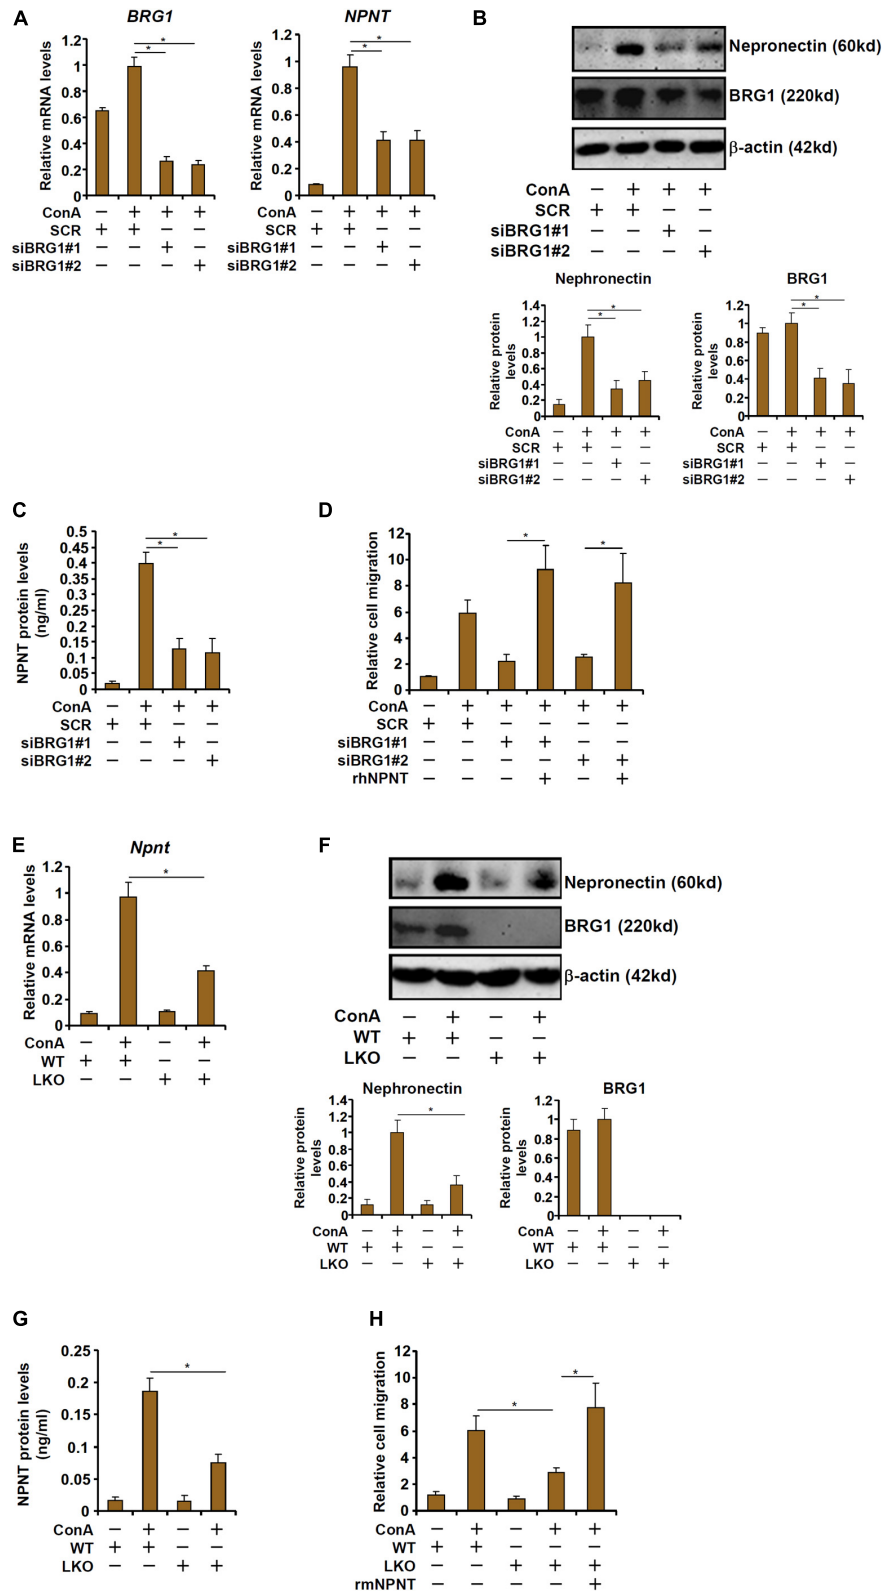 A
BRG1
NPNT
Relative mRNA levels
1.2
1
0.8
0.6
0.4
0.2
0
* *
ConA – + + +
SCR + + – –
siBRG1#1 – – + –
siBRG1#2 – – – +
Relative mRNA levels
1.2
1
0.8
0.6
0.4
0.2
0
* *
ConA – + + +
SCR + + – –
siBRG1#1 – – + –
siBRG1#2 – – – +
B
Nepronectin (60kd)
BRG1 (220kd)
β-actin (42kd)
ConA – + + +
SCR + + – –
siBRG1#1 – – + –
siBRG1#2 – – – +
Nephronectin
Relative protein
levels
1.4
1.2
1
0.8
0.6
0.4
0.2
0
* *
ConA – + + +
SCR + + – –
siBRG1#1 – – + –
siBRG1#2 – – – +
BRG1
Relative protein
levels
1.2
1
0.8
0.6
0.4
0.2
0
* *
ConA – + + +
SCR + + – –
siBRG1#1 – – + –
siBRG1#2 – – – +
C
NPNT protein levels
(ng/ml)
0.5
0.45
0.4
0.35
0.3
0.25
0.2
0.15
0.1
0.05
0
* *
ConA – + + +
SCR + + – –
siBRG1#1 – – + –
siBRG1#2 – – – +
D
Relative cell migration
12
10
8
6
4
2
0
* *
ConA – + + + + +
SCR + + – – – –
siBRG1#1 – – + + – –
siBRG1#2 – – – – + +
rhNPNT – – – + – +
E
Npnt
Relative mRNA levels
1.2
1
0.8
0.6
0.4
0.2
0
*
ConA – + – +
WT + + – –
LKO – – + +
F
Nepronectin (60kd)
BRG1 (220kd)
β-actin (42kd)
ConA – + – +
WT + + – –
LKO – – + +
Nephronectin
Relative protein
levels
1.4
1.2
1
0.8
0.6
0.4
0.2
0
*
ConA – + – +
WT + + – –
LKO – – + +
BRG1
Relative protein
levels
1.2
1
0.8
0.6
0.4
0.2
0
ConA – + – +
WT + + – –
LKO – – + +
G
NPNT protein levels
(ng/ml)
0.25
0.2
0.15
0.1
0.05
0
*
ConA – + – +
WT + + – –
LKO – – + +
H
Relative cell migration
12
10
8
6
4
2
0
* *
ConA – + – + +
WT + + – – –
LKO – – + + +
rmNPNT – – – – +